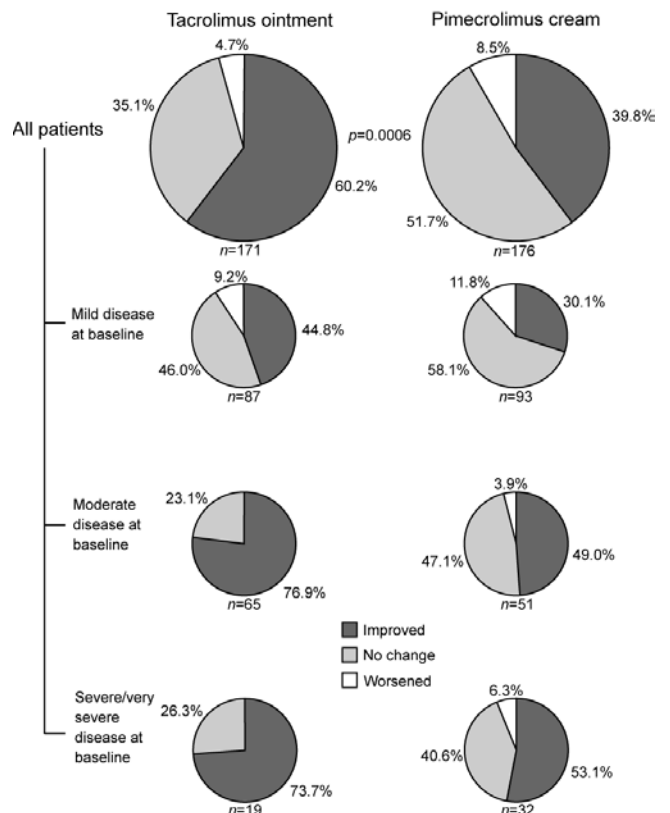 Tacrolimus ointment
Pimecrolimus cream
4.7%
8.5%
35.1%
39.8%
All patients
p=0.0006
60.2%
51.7%
n=171
n=176
9.2%
11.8%
30.1%
Mild disease
at baseline
44.8%
46.0%
58.1%
n=87
n=93
3.9%
Moderate
disease at
baseline
23.1%
47.1%
49.0%
76.9%
n=65
n=51
Improved
No change
Worsened
Severe/very
severe
disease at
baseline
26.3%
6.3%
40.6%
53.1%
73.7%
n=19
n=32